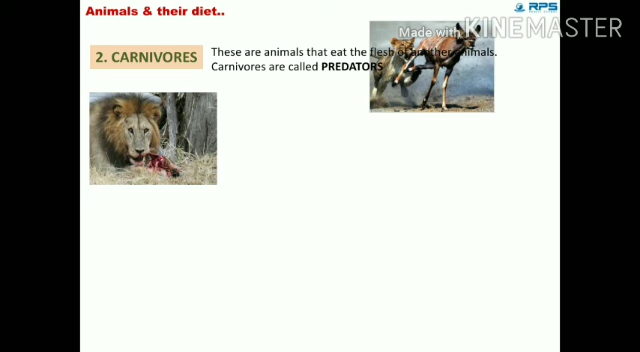 Animals & their diet..
RPS
Made with KINEMASTER
2. CARNIVORES
These are animals that eat the flesh of another animals.
Carnivores are called PREDATORS